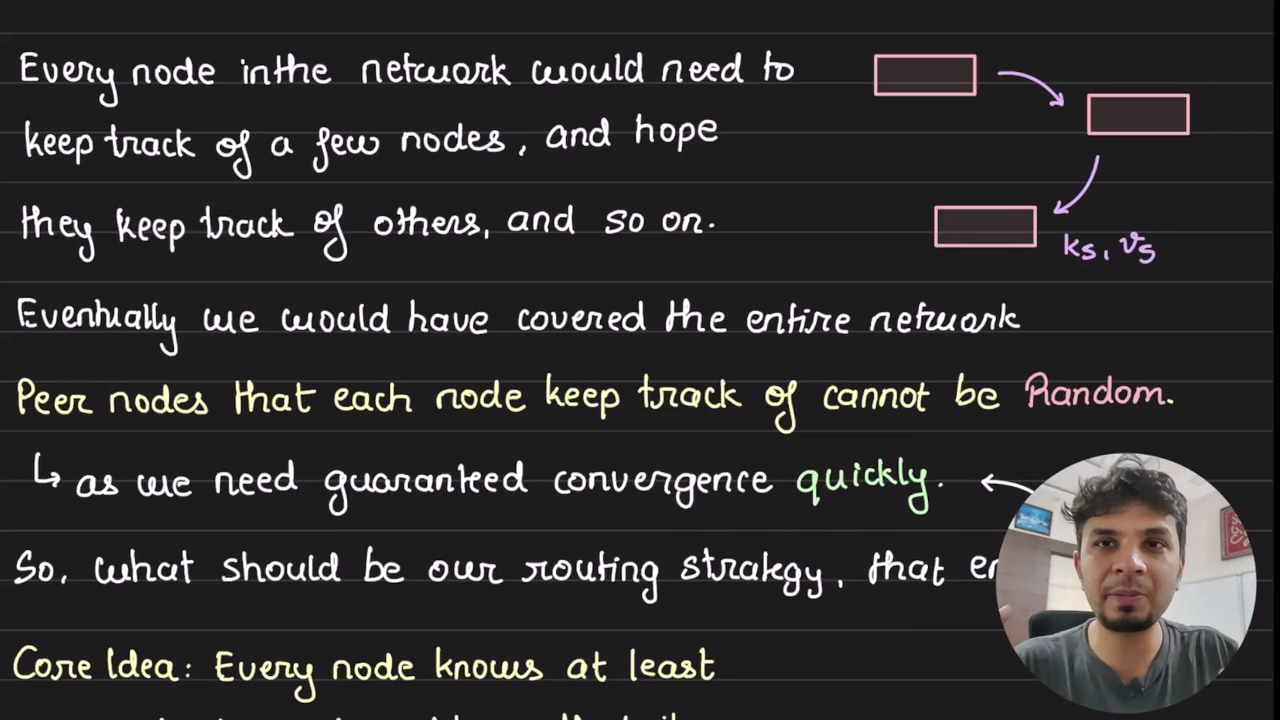 Every node inthe network would need to
keep track of a few nodes, and hope
they keep track of others, and so on.
k5, v5
Eventually we would have covered the entire network
Peer nodes that each node keep track of cannot be Random.
↳ as we need guaranteed convergence quickly.
So, what should be our routing strategy, that
Core Idea: Every node knows at least